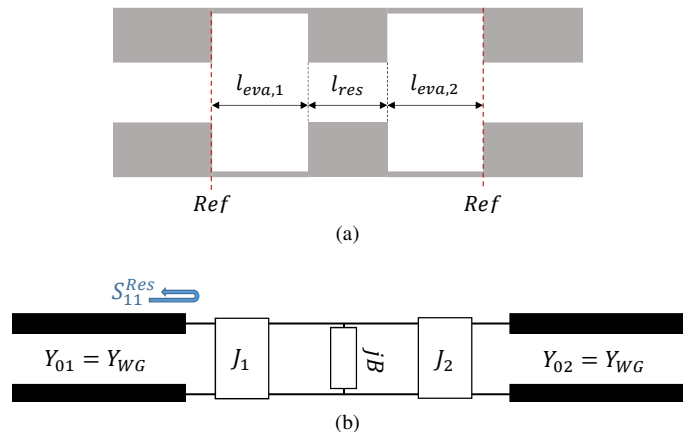 l_{eva,1} l_{res} l_{eva,2}
Ref Ref
(a)
S_{11}^{Res}
Y_{01} = Y_{WG} J_1 jB J_2 Y_{02} = Y_{WG}
(b)